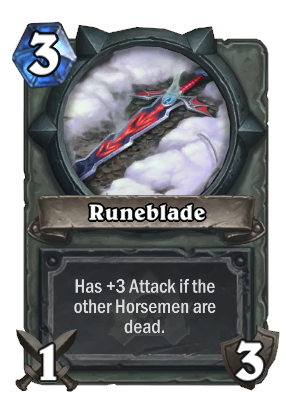 3
Runeblade
Has +3 Attack if the
other Horsemen are
dead.
1
3